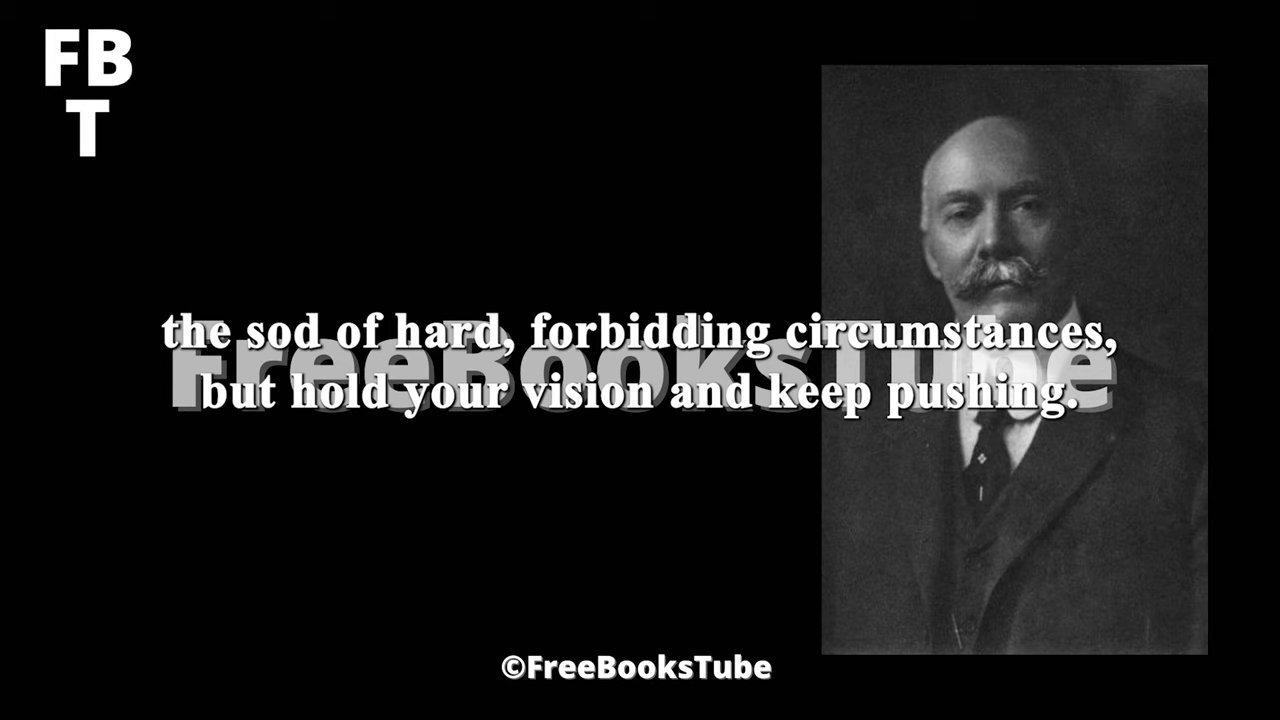 FB
T
the sod of hard, forbidding circumstances,
but hold your vision and keep pushing.
FreeBooksTube
©FreeBooksTube